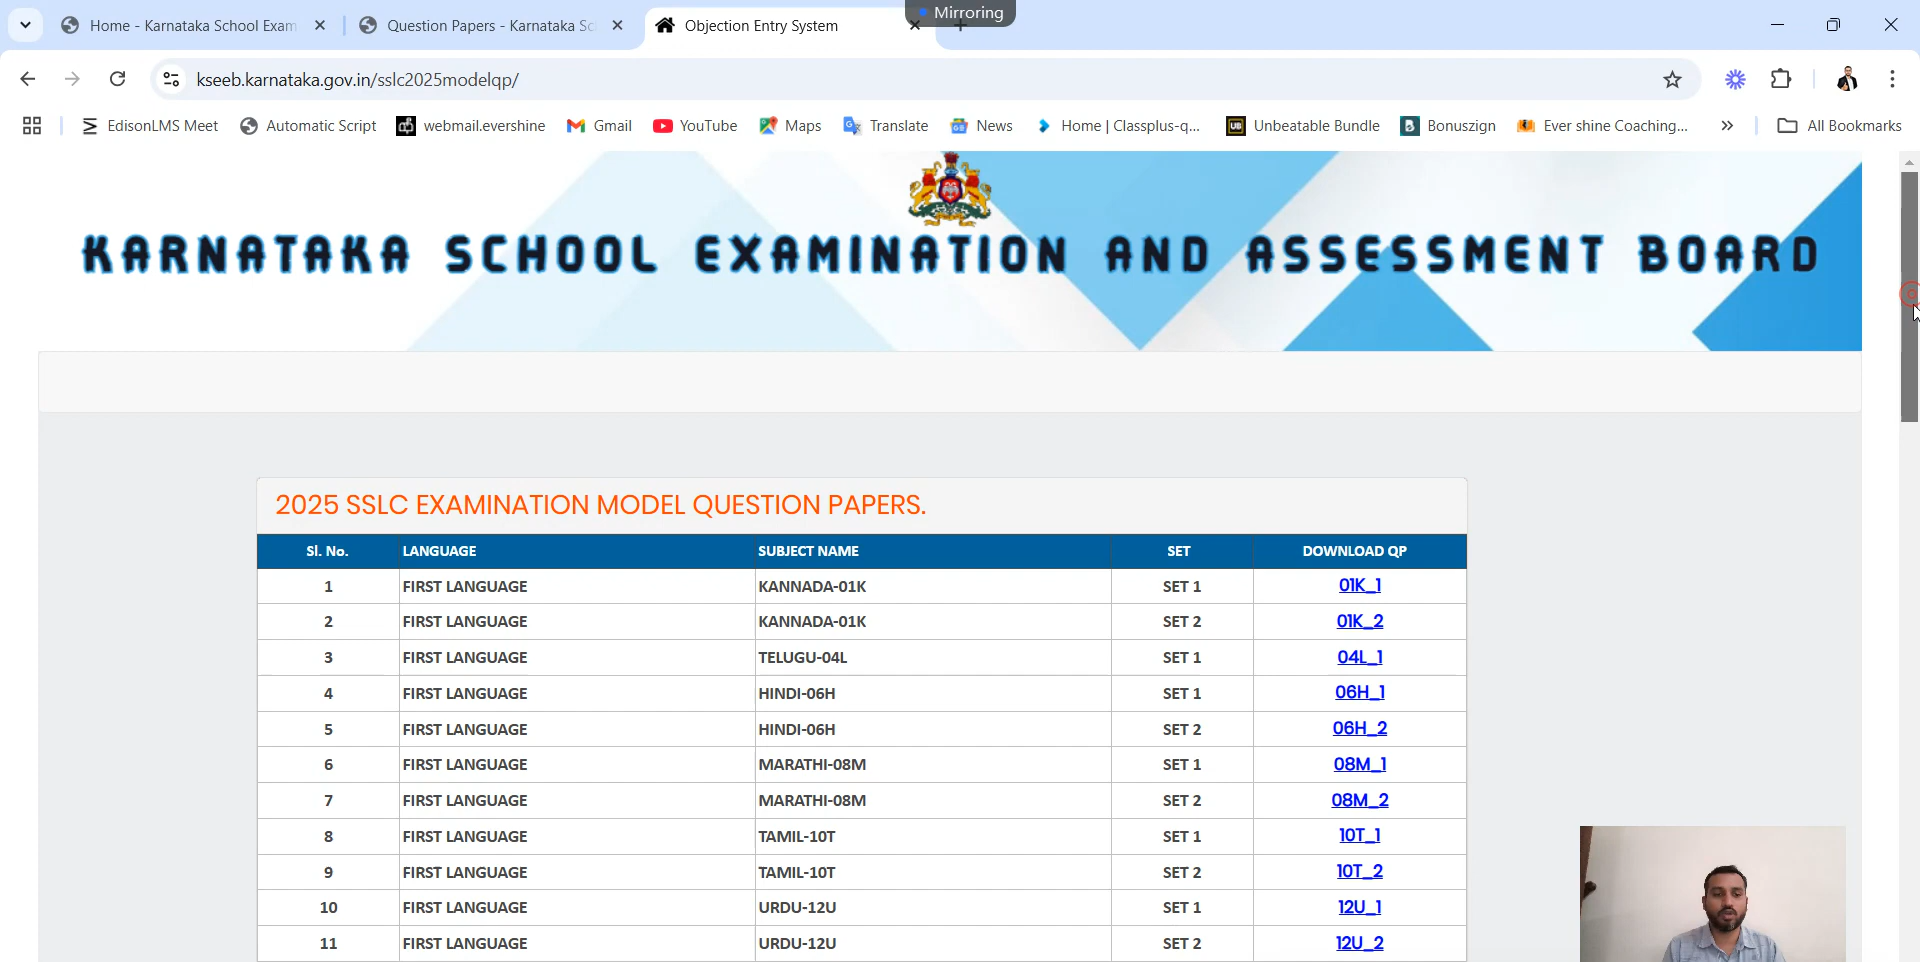 Mirroring
Home - Karnataka School Exam
Question Papers - Karnataka Sc
Objection Entry System
kseeb.karnataka.gov.in/sslc2025modelqp/
EdisonLMS Meet
Automatic Script
webmail.evershine
Gmail
YouTube
Maps
Translate
News
Home | Classplus-q...
UB Unbeatable Bundle
B Bonuszign
Ever shine Coaching...
»
All Bookmarks
KARNATAKA SCHOOL EXAMINATION AND ASSESSMENT BOARD
2025 SSLC EXAMINATION MODEL QUESTION PAPERS.
Sl. No. LANGUAGE SUBJECT NAME SET DOWNLOAD QP
1 FIRST LANGUAGE KANNADA-01K SET 1 01K_1
2 FIRST LANGUAGE KANNADA-01K SET 2 01K_2
3 FIRST LANGUAGE TELUGU-04L SET 1 04L_1
4 FIRST LANGUAGE HINDI-06H SET 1 06H_1
5 FIRST LANGUAGE HINDI-06H SET 2 06H_2
6 FIRST LANGUAGE MARATHI-08M SET 1 08M_1
7 FIRST LANGUAGE MARATHI-08M SET 2 08M_2
8 FIRST LANGUAGE TAMIL-10T SET 1 10T_1
9 FIRST LANGUAGE TAMIL-10T SET 2 10T_2
10 FIRST LANGUAGE URDU-12U SET 1 12U_1
11 FIRST LANGUAGE URDU-12U SET 2 12U_2